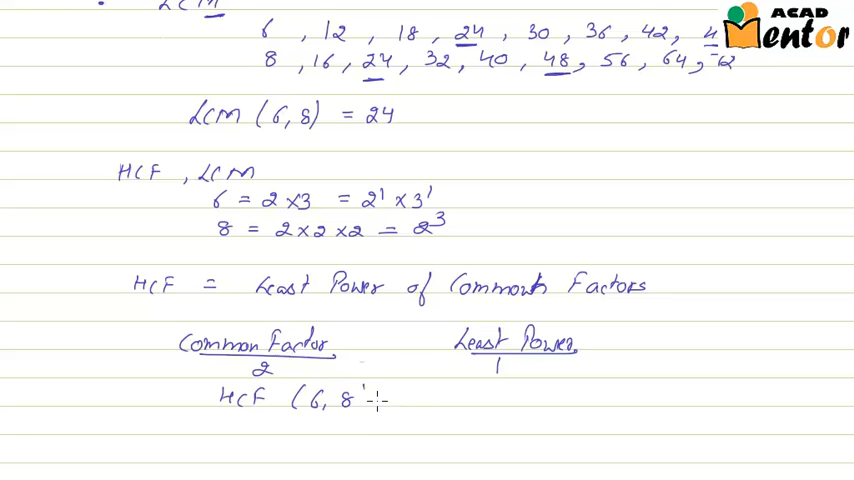 LCM
ACAD
Mentor
6 , 12 , 18 , 24 , 30 , 36 , 42 , 4
8 , 16 , 24 , 32 , 40 , 48 , 56 , 64 , 72
LCM (6, 8) = 24
HCF , LCM
6 = 2 × 3 = 2¹ × 3¹
8 = 2 × 2 × 2 = 2³
HCF = Least Power of Common Factors
Common Factor Least Power
2 1
HCF (6, 8